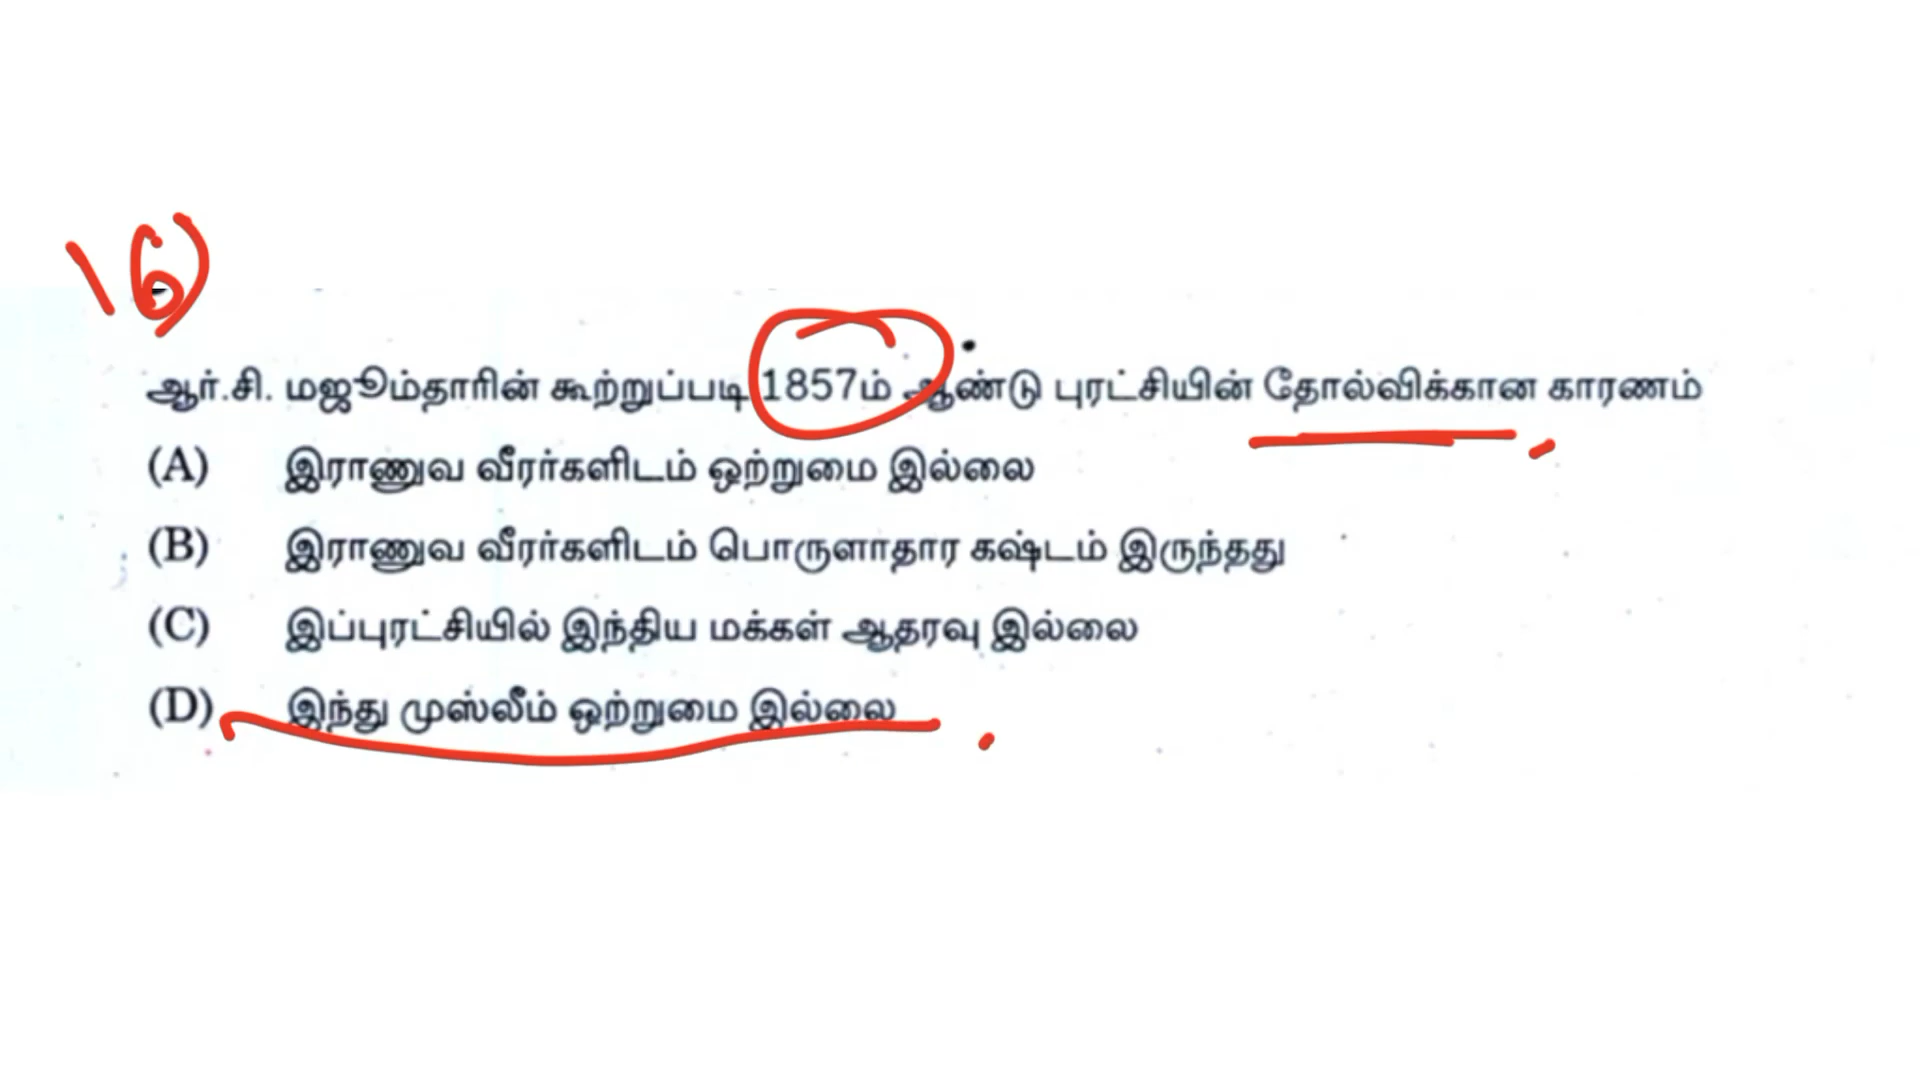 16)
ஆர்.சி. மஜூம்தாரின் கூற்றுப்படி 1857ம் ஆண்டு புரட்சியின் தோல்விக்கான காரணம்
(A) இராணுவ வீரர்களிடம் ஒற்றுமை இல்லை
(B) இராணுவ வீரர்களிடம் பொருளாதார கஷ்டம் இருந்தது
(C) இப்புரட்சியில் இந்திய மக்கள் ஆதரவு இல்லை
(D) இந்து முஸ்லீம் ஒற்றுமை இல்லை